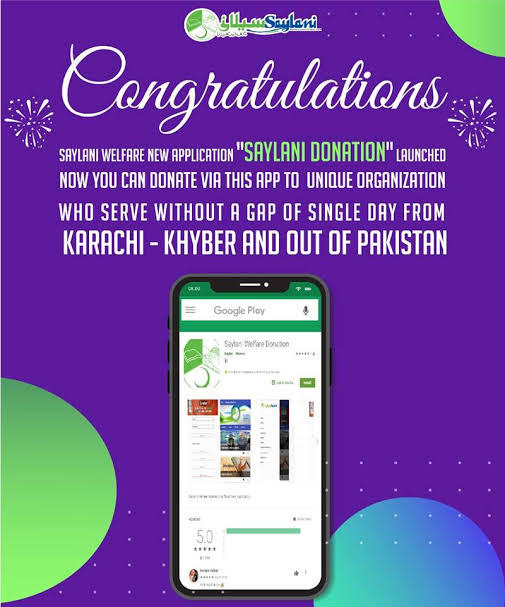 سیلانی Saylani
Congratulations
SAYLANI WELFARE NEW APPLICATION "SAYLANI DONATION" LAUNCHED
NOW YOU CAN DONATE VIA THIS APP TO UNIQUE ORGANIZATION
WHO SERVE WITHOUT A GAP OF SINGLE DAY FROM
KARACHI - KHYBER AND OUT OF PAKISTAN
Google Play
Saylani Welfare Donation
5.0